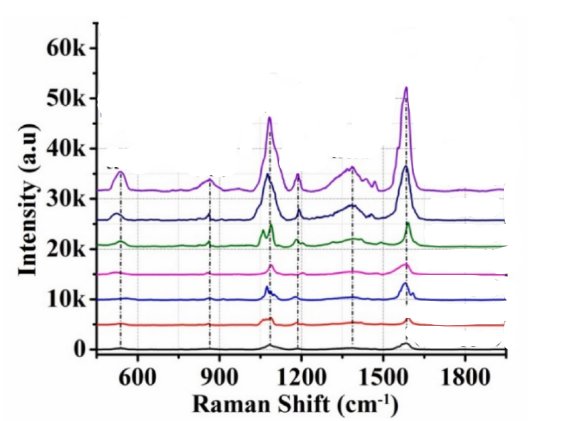 60k
50k
40k
30k
20k
10k
0
Intensity (a.u)
600 900 1200 1500 1800
Raman Shift (cm⁻¹)